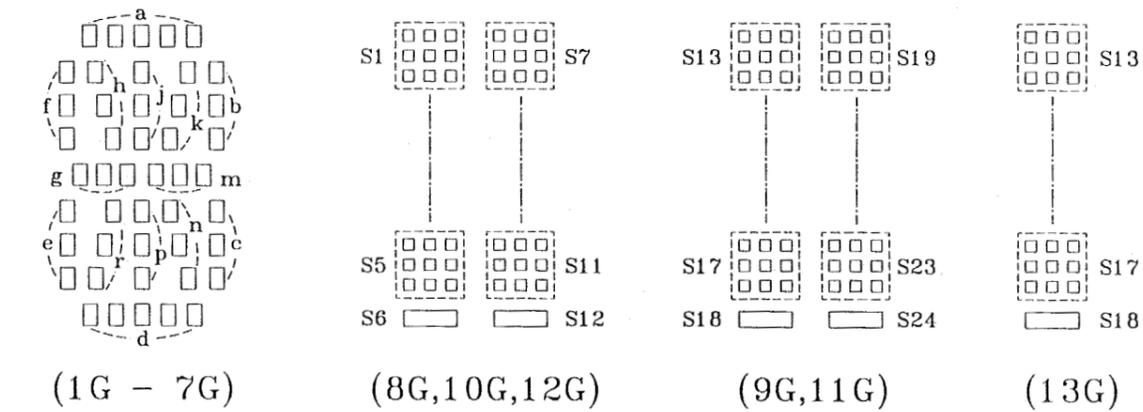 a
S1 S7 S13 S19 S13
h j
f b
k
g m
n
e r p c
S5 S11 S17 S23 S17
S6 S12 S18 S24 S18
d
(1G - 7G) (8G,10G,12G) (9G,11G) (13G)